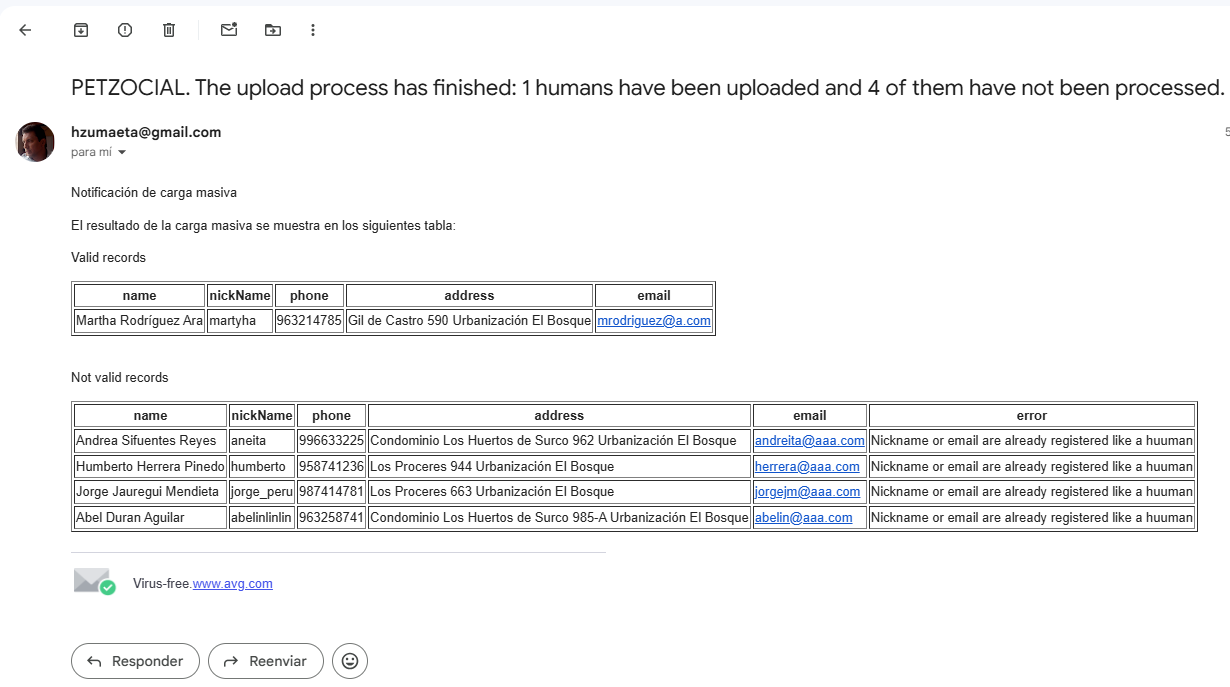 PETZOCIAL. The upload process has finished: 1 humans have been uploaded and 4 of them have not been processed.
hzumaeta@gmail.com
para mí
Notificación de carga masiva
El resultado de la carga masiva se muestra en los siguientes tabla:
Valid records
name nickName phone address email
Martha Rodríguez Ara martyha 963214785 Gil de Castro 590 Urbanización El Bosque mrodriguez@a.com
Not valid records
name nickName phone address email error
Andrea Sifuentes Reyes aneita 996633225 Condominio Los Huertos de Surco 962 Urbanización El Bosque andreita@aaa.com Nickname or email are already registered like a huuman
Humberto Herrera Pinedo humberto 958741236 Los Proceres 944 Urbanización El Bosque herrera@aaa.com Nickname or email are already registered like a huuman
Jorge Jauregui Mendieta jorge_peru 987414781 Los Proceres 663 Urbanización El Bosque jorgejm@aaa.com Nickname or email are already registered like a huuman
Abel Duran Aguilar abelinlinlin 963258741 Condominio Los Huertos de Surco 985-A Urbanización El Bosque abelin@aaa.com Nickname or email are already registered like a huuman
Virus-free.www.avg.com
Responder Reenviar